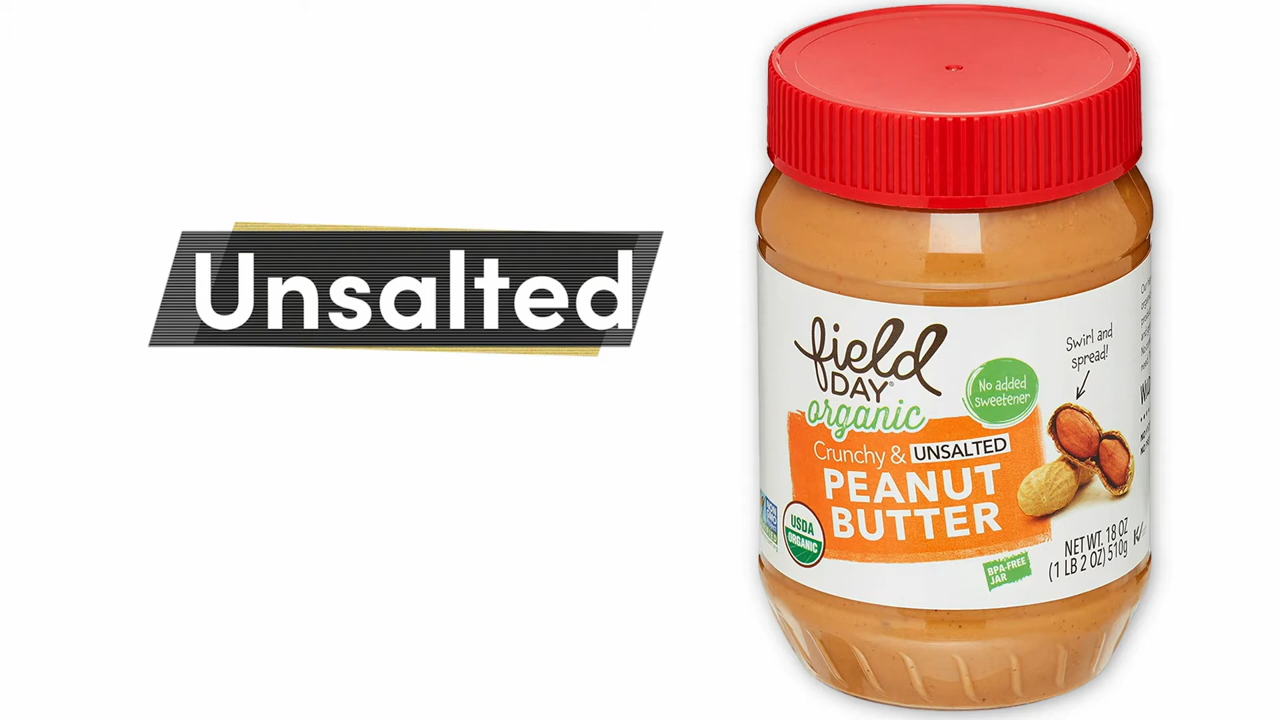 Unsalted
field
DAY®
organic
No added
sweetener
Swirl and
spread!
Crunchy & UNSALTED
PEANUT
BUTTER
USDA
ORGANIC
BPA-FREE
JAR
NET WT. 18 OZ
(1 LB 2 OZ) 510g